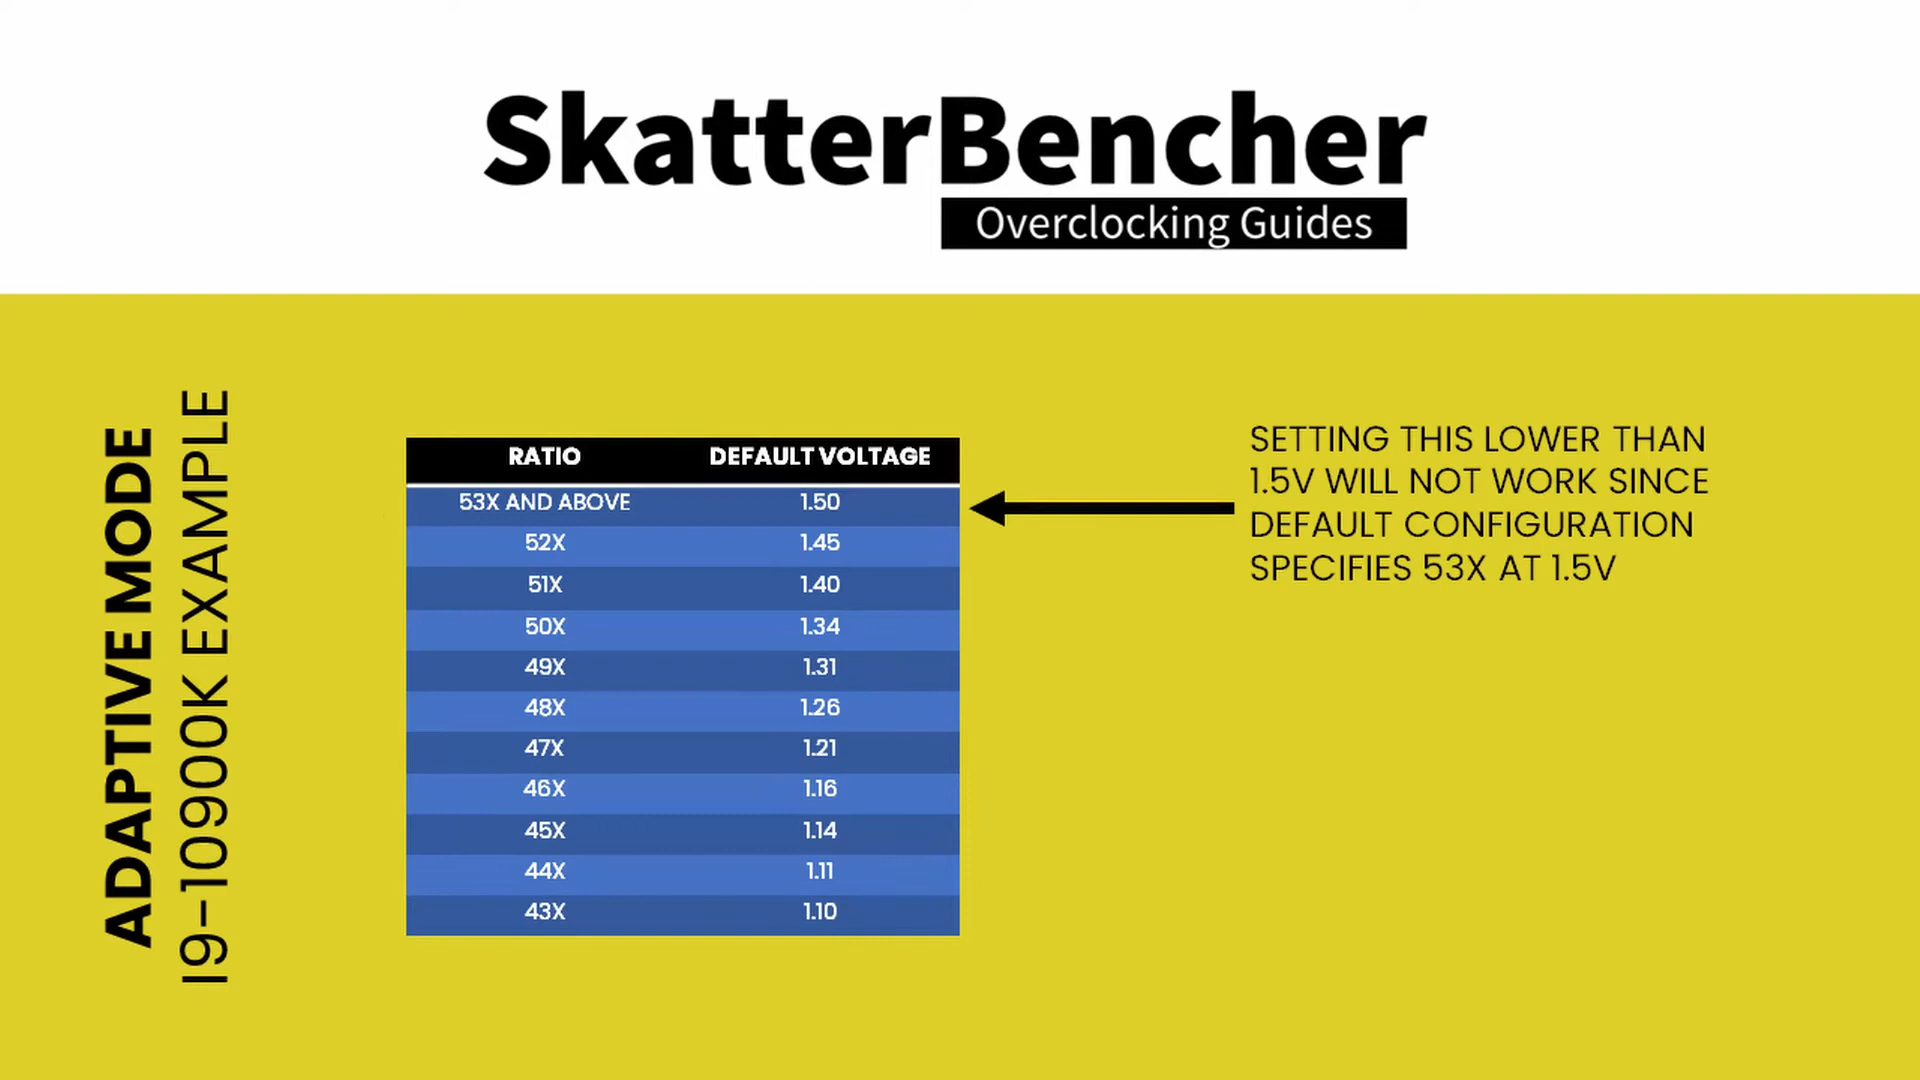 SkatterBencher
Overclocking Guides
ADAPTIVE MODE
I9-10900K EXAMPLE
RATIO DEFAULT VOLTAGE
53X AND ABOVE 1.50
52X 1.45
51X 1.40
50X 1.34
49X 1.31
48X 1.26
47X 1.21
46X 1.16
45X 1.14
44X 1.11
43X 1.10
SETTING THIS LOWER THAN
1.5V WILL NOT WORK SINCE
DEFAULT CONFIGURATION
SPECIFIES 53X AT 1.5V